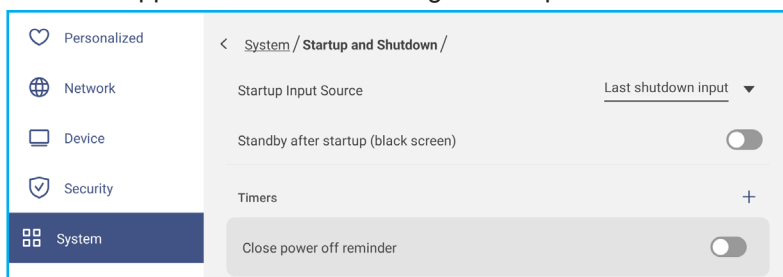 Personalized
Network
Device
Security
System
System / Startup and Shutdown /
Startup Input Source
Last shutdown input
Standby after startup (black screen)
Timers
Close power off reminder